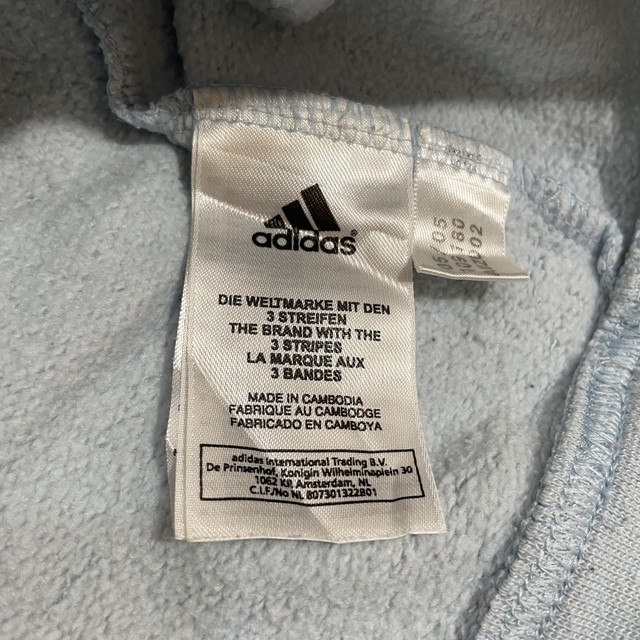 adidas
DIE WELTMARKE MIT DEN
3 STREIFEN
THE BRAND WITH THE
3 STRIPES
LA MARQUE AUX
3 BANDES
MADE IN CAMBODIA
FABRIQUE AU CAMBODGE
FABRICADO EN CAMBOYA
adidas International Trading B.V.
De Prinsenhof, Konigin Wilhelminaplein 30
1062 KR Amsterdam, NL
C.I.F./No NL 807301322B01